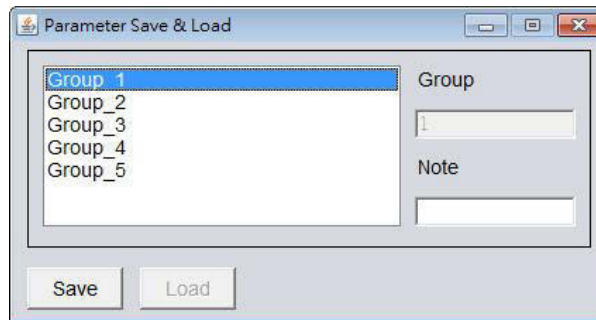 Parameter Save & Load
Group_1
Group_2
Group_3
Group_4
Group_5
Group
1
Note
Save
Load